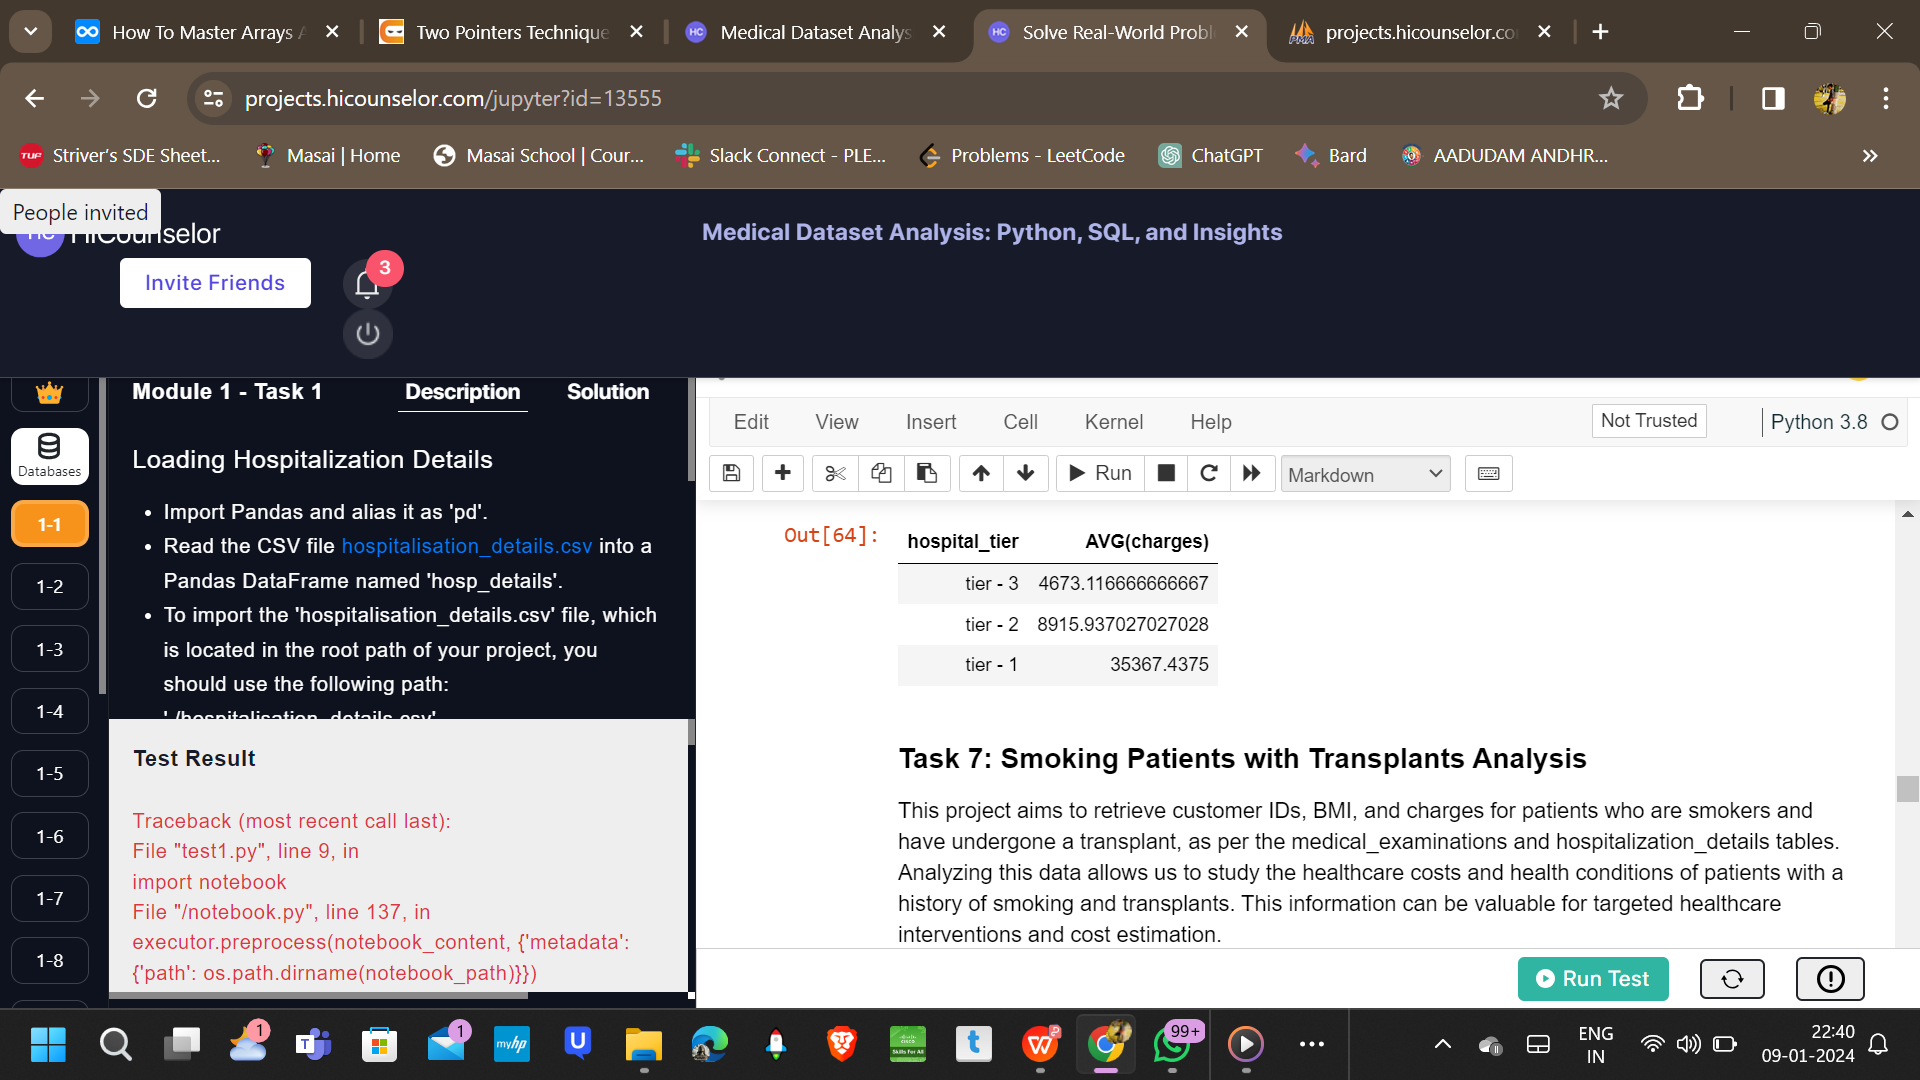 How To Master Arrays A
Two Pointers Technique
Medical Dataset Analys
Solve Real-World Probl
projects.hicounselor.co
projects.hicounselor.com/jupyter?id=13555
TUF Striver's SDE Sheet...
Masai | Home
Masai School | Cour...
Slack Connect - PLE...
Problems - LeetCode
ChatGPT
Bard
AADUDAM ANDHR...
People invited
HC HiCounselor
Medical Dataset Analysis: Python, SQL, and Insights
Invite Friends
3
Databases
1-1
1-2
1-3
1-4
1-5
1-6
1-7
1-8
Module 1 - Task 1
Description
Solution
Loading Hospitalization Details
• Import Pandas and alias it as 'pd'.
• Read the CSV file hospitalisation_details.csv into a
Pandas DataFrame named 'hosp_details'.
• To import the 'hospitalisation_details.csv' file, which
is located in the root path of your project, you
should use the following path:
'./hospitalisation_details.csv'
Test Result
Traceback (most recent call last):
File "test1.py", line 9, in
import notebook
File "/notebook.py", line 137, in
executor.preprocess(notebook_content, {'metadata':
{'path': os.path.dirname(notebook_path)}})
Edit View Insert Cell Kernel Help
Not Trusted
Python 3.8
Run
Markdown
Out[64]:
hospital_tier AVG(charges)
tier - 3 4673.116666666667
tier - 2 8915.937027027028
tier - 1 35367.4375
Task 7: Smoking Patients with Transplants Analysis
This project aims to retrieve customer IDs, BMI, and charges for patients who are smokers and
have undergone a transplant, as per the medical_examinations and hospitalization_details tables.
Analyzing this data allows us to study the healthcare costs and health conditions of patients with a
history of smoking and transplants. This information can be valuable for targeted healthcare
interventions and cost estimation.
Run Test
1
1
myhp
Skills For All
99+
ENG
IN
22:40
09-01-2024